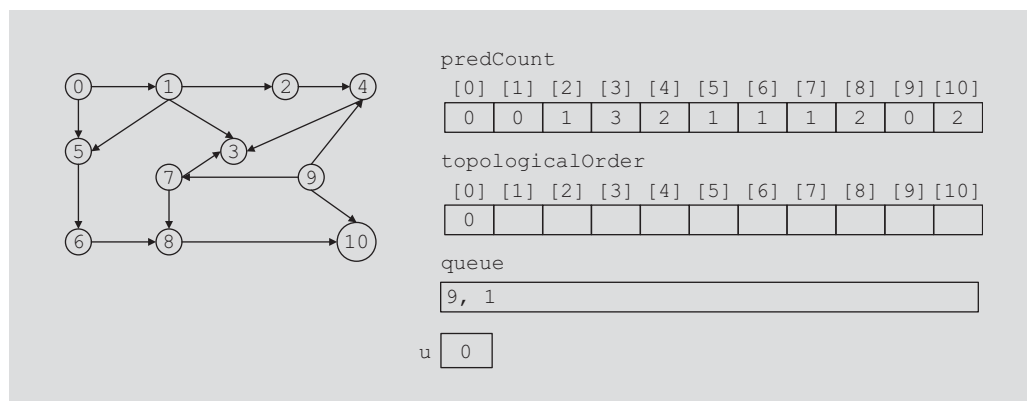 0 1 2 4
5 3
7 9
6 8 10
predCount
[0] [1] [2] [3] [4] [5] [6] [7] [8] [9] [10]
0 0 1 3 2 1 1 1 2 0 2
topologicalOrder
[0] [1] [2] [3] [4] [5] [6] [7] [8] [9] [10]
0
queue
9, 1
u 0